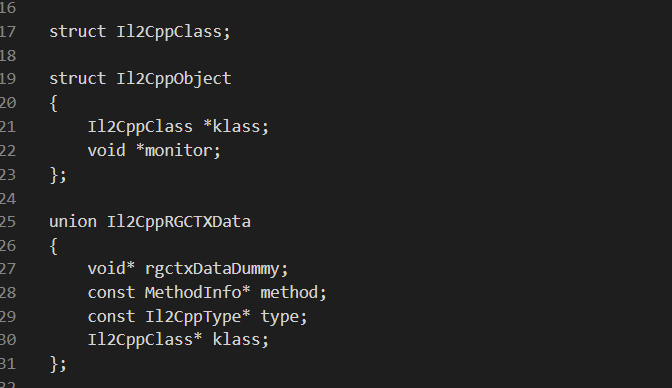 16
17 struct Il2CppClass;
18
19 struct Il2CppObject
20 {
21     Il2CppClass *klass;
22     void *monitor;
23 };
24
25 union Il2CppRGCTXData
26 {
27     void* rgctxDataDummy;
28     const MethodInfo* method;
29     const Il2CppType* type;
30     Il2CppClass* klass;
31 };
32